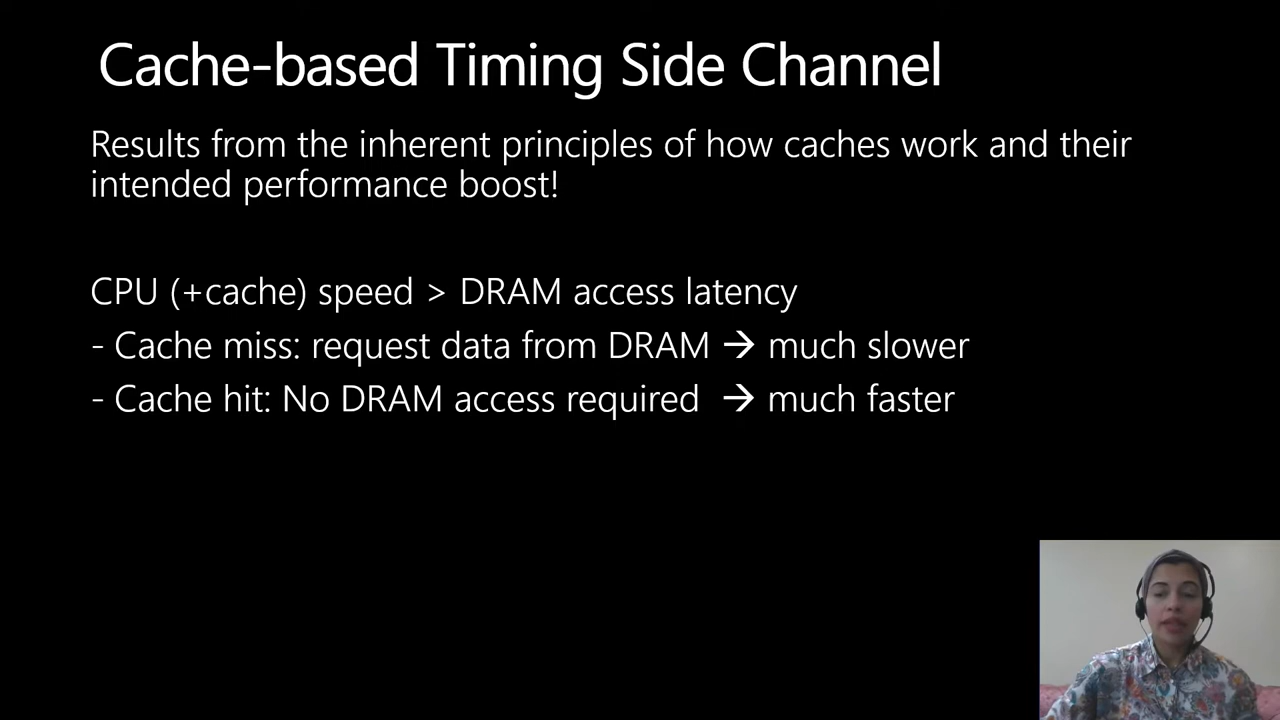 Cache-based Timing Side Channel
Results from the inherent principles of how caches work and their
intended performance boost!
CPU (+cache) speed > DRAM access latency
- Cache miss: request data from DRAM → much slower
- Cache hit: No DRAM access required → much faster